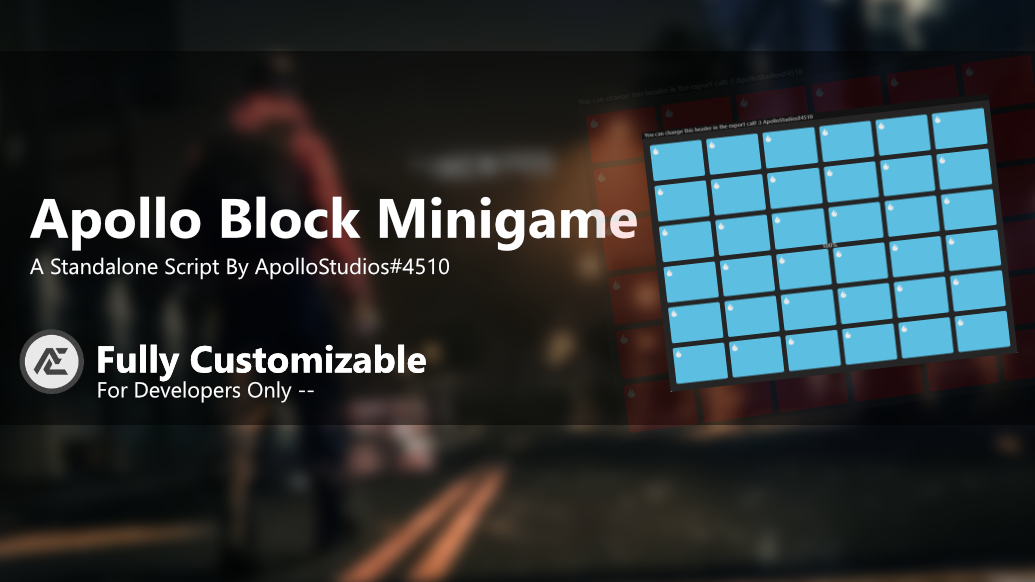 Apollo Block Minigame
A Standalone Script By ApolloStudios#4510
Fully Customizable
For Developers Only --
You can change this header in the export call! :) ApolloStudios#4510
100%